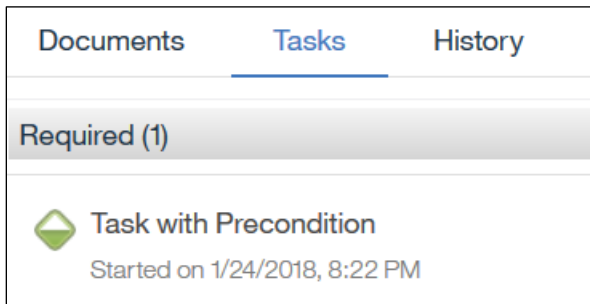 Documents Tasks History
Required (1)
Task with Precondition
Started on 1/24/2018, 8:22 PM